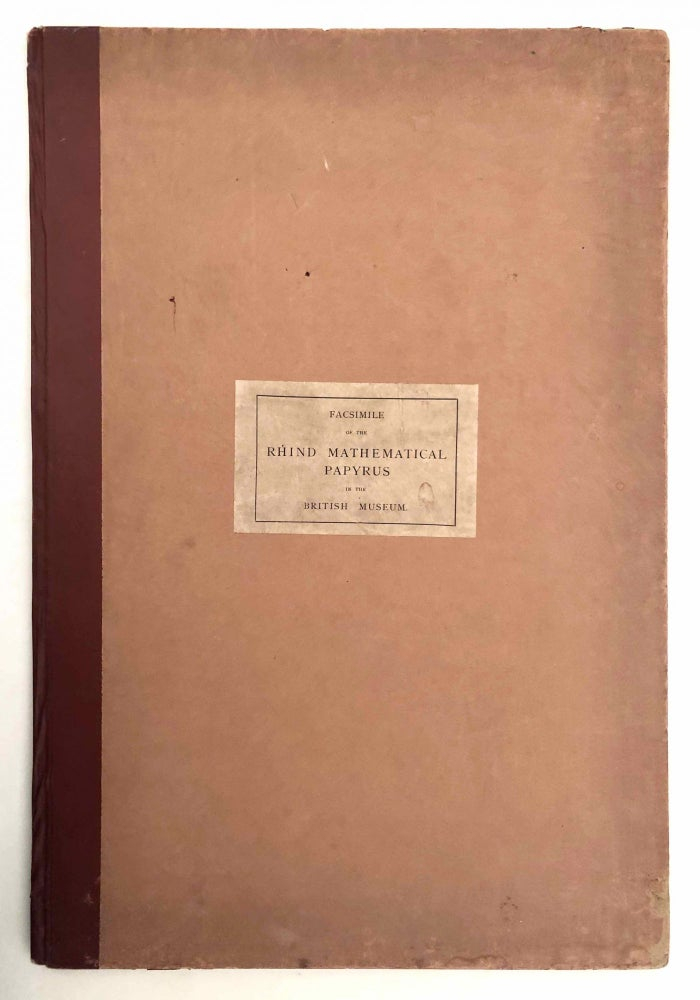 FACSIMILE
OF THE
RHIND MATHEMATICAL
PAPYRUS
IN THE
BRITISH MUSEUM.